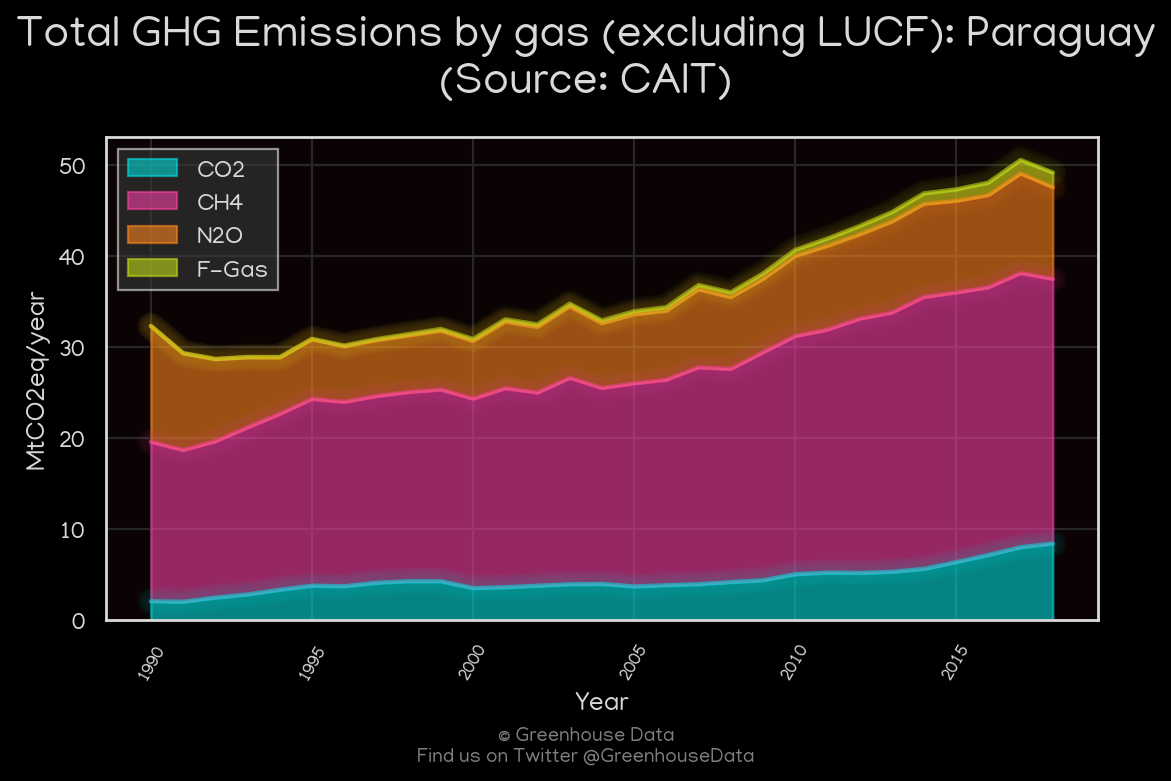 Total GHG Emissions by gas (excluding LUCF): Paraguay
(Source: CAIT)
50
40
30
20
10
0
MtCO2eq/year
CO2
CH4
N2O
F-Gas
1990
1995
2000
2005
2010
2015
Year
© Greenhouse Data
Find us on Twitter @GreenhouseData